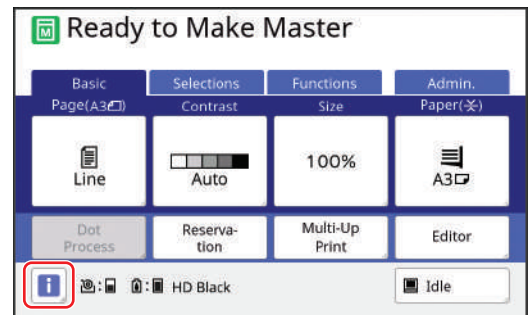 M Ready to Make Master
Basic Selections Functions Admin.
Page(A3) Contrast Size Paper(※)
Line Auto 100% A3
Dot Process Reserva-tion Multi-Up Print Editor
i : : HD Black Idle